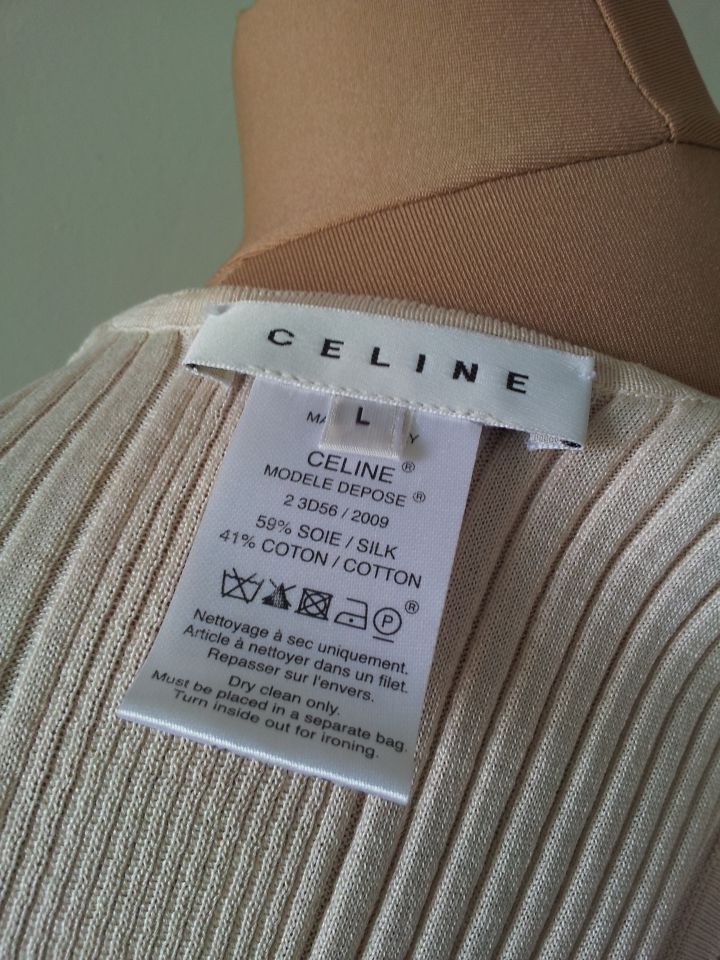 CELINE
L
CELINE ®
MODELE DEPOSE ®
2 3D56 / 2009
59% SOIE / SILK
41% COTON / COTTON
P ®
Nettoyage à sec uniquement.
Article à nettoyer dans un filet.
Repasser sur l'envers.
Dry clean only.
Must be placed in a separate bag.
Turn inside out for ironing.